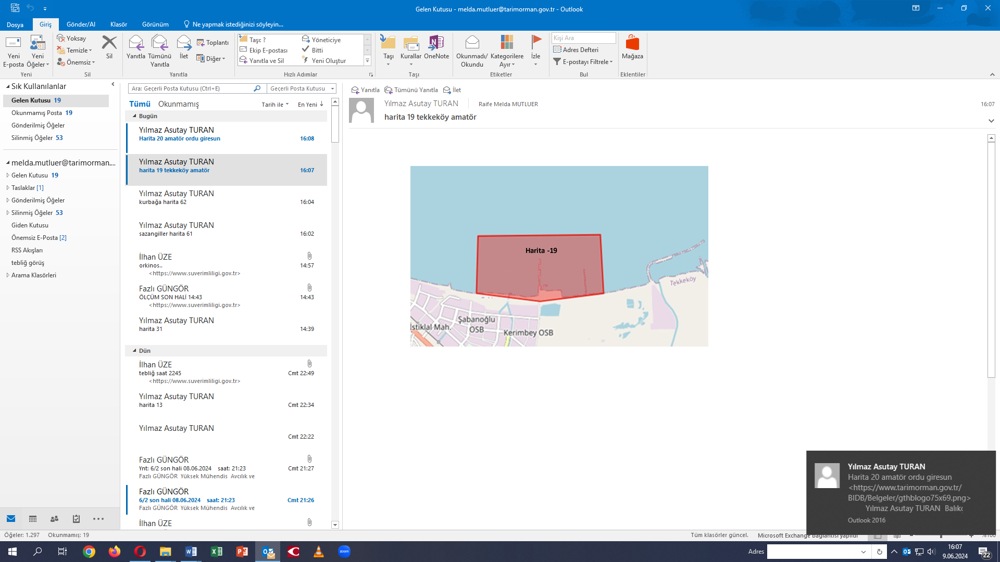 Gelen Kutusu - melda.mutluer@tarimorman.gov.tr - Outlook
Dosya Giriş Gönder/Al Klasör Görünüm Ne yapmak istediğinizi söyleyin...
Yeni E-posta
Yeni Öğeler
Yeni
Yoksay
Temizle
Önemsiz
Sil
Sil
Yanıtla
Tümünü Yanıtla
İlet
Toplantı
Diğer
Yanıtla
Taşı: ?
Ekip E-postası
Yanıtla ve Sil
Yöneticiye
Bitti
Yeni Oluştur
Hızlı Adımlar
Taşı
Kurallar
OneNote
Taşı
Okunmadı/ Okundu
Kategorilere Ayır
İzle
Etiketler
Kişi Ara
Adres Defteri
E-postayı Filtrele
Bul
Mağaza
Eklentiler
Sık Kullanılanlar
Gelen Kutusu 19
Okunmamış Posta 19
Gönderilmiş Öğeler
Silinmiş Öğeler 53
melda.mutluer@tarimorman....
Gelen Kutusu 19
Taslaklar [1]
Gönderilmiş Öğeler
Silinmiş Öğeler 53
Giden Kutusu
Önemsiz E-Posta [2]
RSS Akışları
tebliğ görüş
Arama Klasörleri
Ara: Geçerli Posta Kutusu (Ctrl+E) Geçerli Posta Kutusu
Tümü Okunmamış Tarih ile En Yeni
Bugün
Yılmaz Asutay TURAN
Harita 20 amatör ordu giresun 16:08
Yılmaz Asutay TURAN
harita 19 tekkeköy amatör 16:07
Yılmaz Asutay TURAN
kurbağa harita 62 16:04
Yılmaz Asutay TURAN
sazangiller harita 61 16:02
İlhan ÜZE
orkinos.. 14:57
<https://www.suverimliligi.gov.tr>
Fazlı GÜNGÖR
ÖLÇÜM SON HALİ 14:43 14:43
<https://www.suverimliligi.gov.tr>
Yılmaz Asutay TURAN
harita 31 14:39
Dün
İlhan ÜZE
tebliğ saat 2245 Cmt 22:49
<https://www.suverimliligi.gov.tr>
Yılmaz Asutay TURAN
harita 13 Cmt 22:34
Yılmaz Asutay TURAN
Cmt 22:22
Fazlı GÜNGÖR
Ynt: 6/2 son hali 08.06.2024 saat: 21:23 Cmt 21:27
Fazlı GÜNGÖR Yüksek Mühendis Avcılık ve
Fazlı GÜNGÖR
6/2 son hali 08.06.2024 saat: 21:23 Cmt 21:26
Fazlı GÜNGÖR Yüksek Mühendis Avcılık ve
İlhan ÜZE
Yanıtla Tümünü Yanıtla İlet
Yılmaz Asutay TURAN Raife Melda MUTLUER 16:07
harita 19 tekkeköy amatör
Harita -19
Tekkeköy
Şabanoğlu OSB
İstiklal Mah.
Kerimbey OSB
Yılmaz Asutay TURAN
Harita 20 amatör ordu giresun
<https://www.tarimorman.gov.tr/
BIDB/Belgeler/gthblogo75x69.png>
Yılmaz Asutay TURAN
Outlook 2016
Öğeler: 1.297 Okunmamış: 19 Tüm klasörler güncel. Microsoft Exchange bağlantısı yapıldı %100
zoom
Adres
16:07
9.06.2024
22